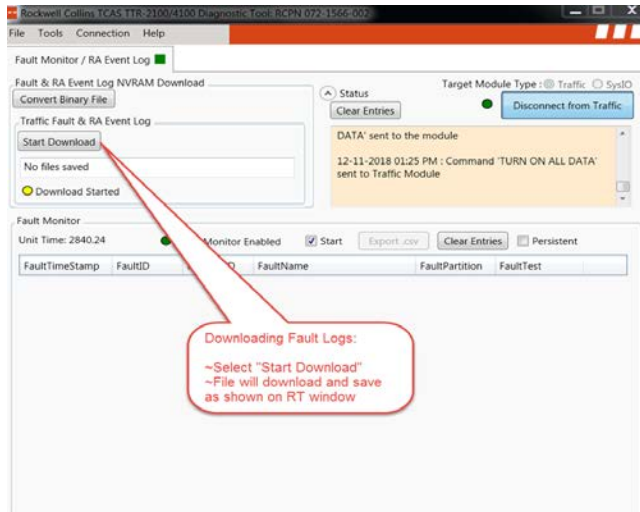 Rockwell Collins TCAS TTR-2100/4100 Diagnostic Tool: RCPN 072-1566-002
File Tools Connection Help
Fault Monitor / RA Event Log
Fault & RA Event Log NVRAM Download
Convert Binary File
Traffic Fault & RA Event Log
Start Download
No files saved
Download Started
Status
Target Module Type : Traffic SysIO
Clear Entries
Disconnect from Traffic
DATA' sent to the module
12-11-2018 01:25 PM : Command 'TURN ON ALL DATA'
sent to Traffic Module
Fault Monitor
Unit Time: 2840.24 Monitor Enabled Start Export .csv Clear Entries Persistent
FaultTimeStamp FaultID FaultName FaultPartition FaultTest
Downloading Fault Logs:
~Select "Start Download"
~File will download and save
as shown on RT window